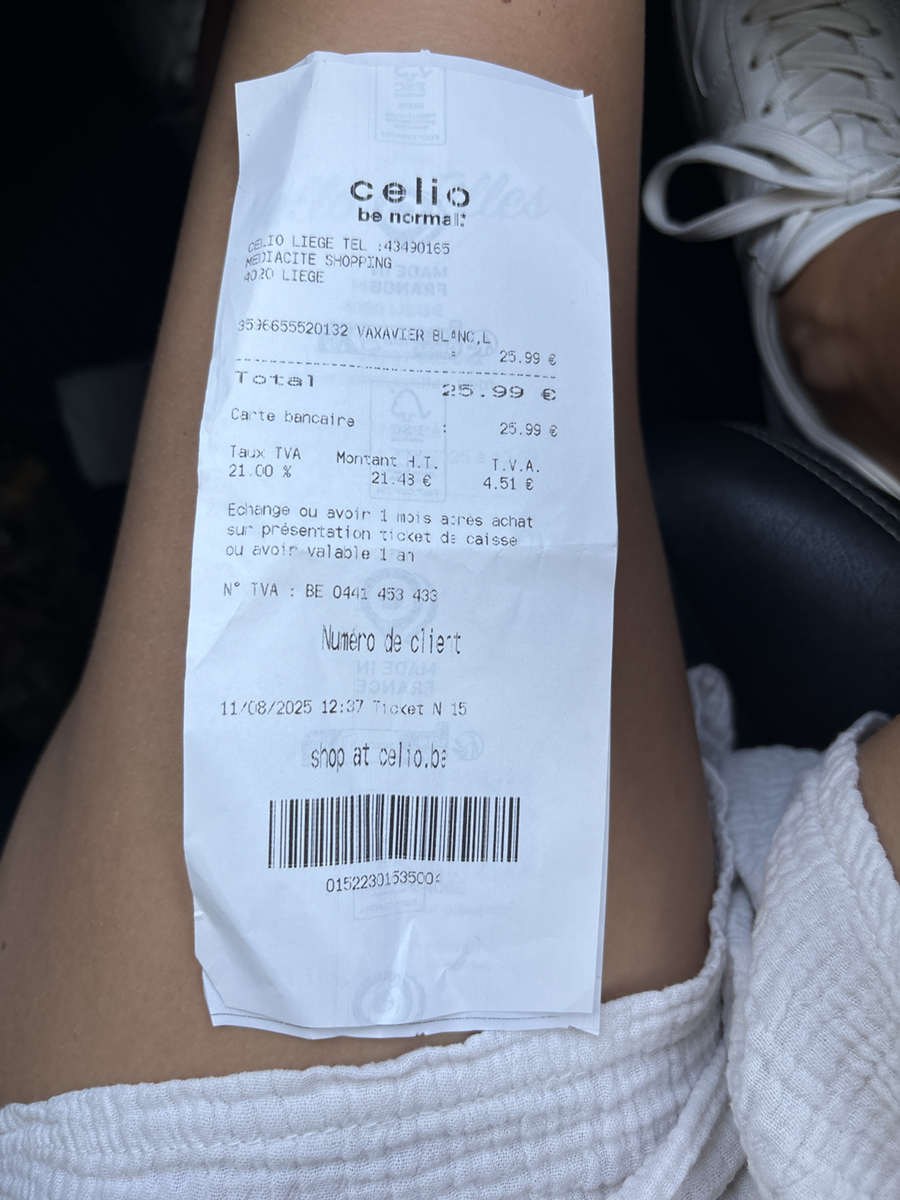 celio
be normal:
CELIO LIEGE TEL :43490165
MEDIACITE SHOPPING
4020 LIEGE
3596655520132 VAXAVIER BLANC,L
: 25.99 €
Total 25.99 €
Carte bancaire : 25.99 €
Taux TVA Montant H.T. T.V.A.
21.00 % 21.48 € 4.51 €
Echange ou avoir 1 mois apres achat
sur présentation ticket de caisse
ou avoir valable 1 an
N° TVA : BE 0441 453 433
Numéro de client
11/08/2025 12:37 Ticket N 15
shop at celio.be